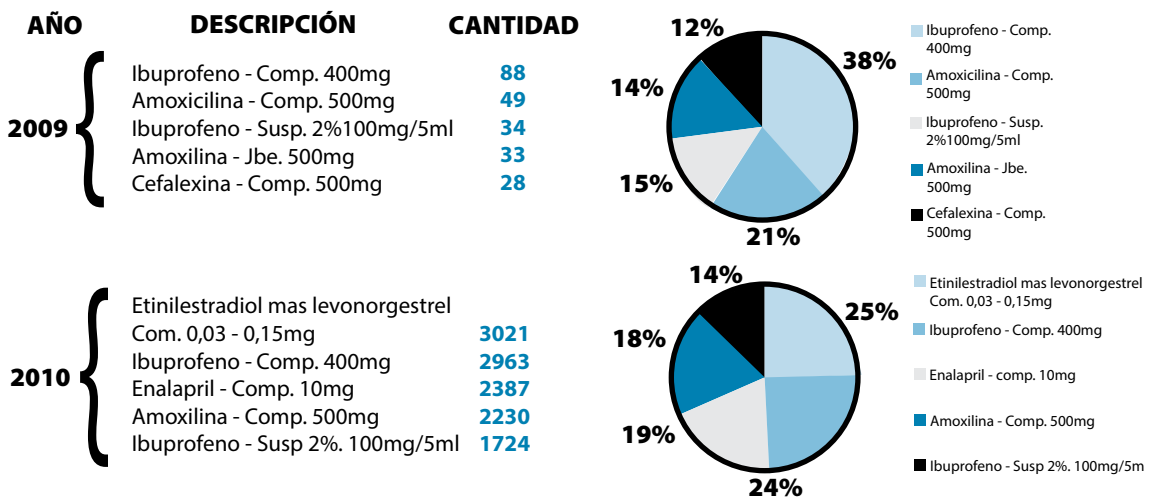 AÑO DESCRIPCIÓN CANTIDAD
2009
Ibuprofeno - Comp. 400mg 88
Amoxicilina - Comp. 500mg 49
Ibuprofeno - Susp. 2%100mg/5ml 34
Amoxilina - Jbe. 500mg 33
Cefalexina - Comp. 500mg 28
12%
38%
14%
15%
21%
Ibuprofeno - Comp.
400mg
Amoxicilina - Comp.
500mg
Ibuprofeno - Susp.
2%100mg/5ml
Amoxilina - Jbe.
500mg
Cefalexina - Comp.
500mg
2010
Etinilestradiol mas levonorgestrel
Com. 0,03 - 0,15mg 3021
Ibuprofeno - Comp. 400mg 2963
Enalapril - Comp. 10mg 2387
Amoxilina - Comp. 500mg 2230
Ibuprofeno - Susp 2%. 100mg/5ml 1724
14%
25%
18%
19%
24%
Etinilestradiol mas levonorgestrel
Com. 0,03 - 0,15mg
Ibuprofeno - Comp. 400mg
Enalapril - comp. 10mg
Amoxilina - Comp. 500mg
Ibuprofeno - Susp 2%. 100mg/5m